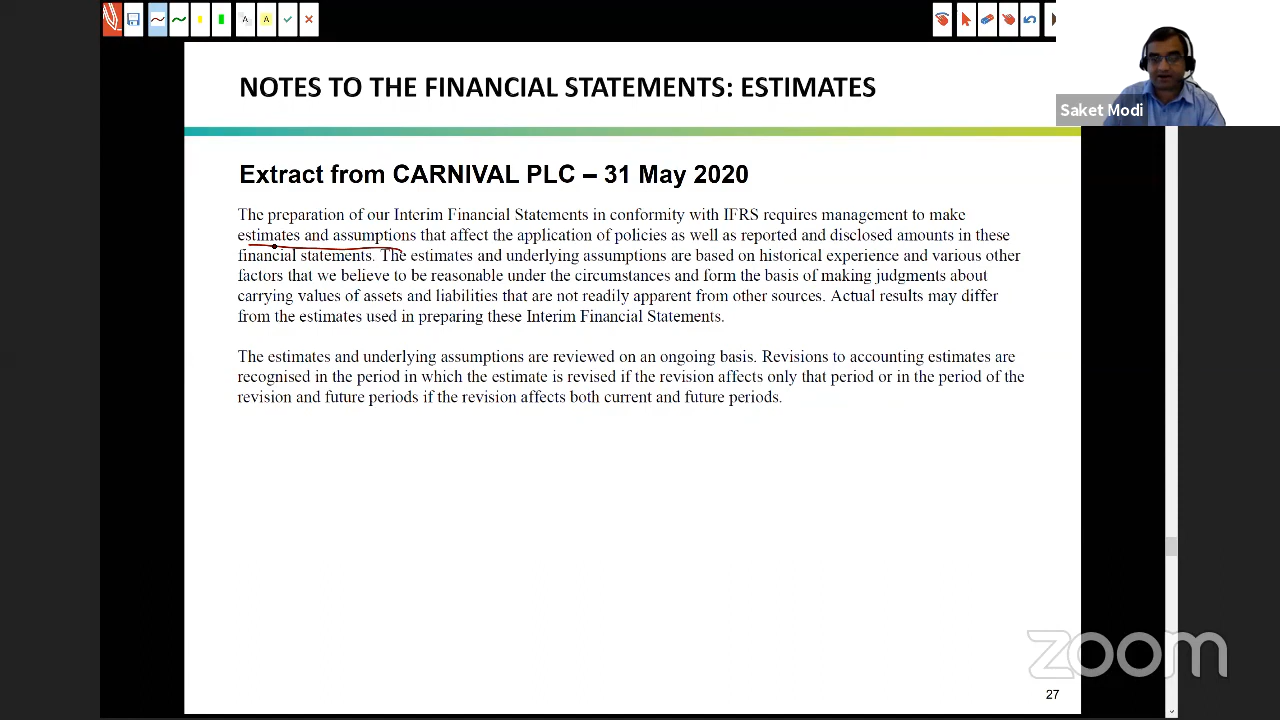 A
A
Saket Modi
NOTES TO THE FINANCIAL STATEMENTS: ESTIMATES
Extract from CARNIVAL PLC – 31 May 2020
The preparation of our Interim Financial Statements in conformity with IFRS requires management to make
estimates and assumptions that affect the application of policies as well as reported and disclosed amounts in these
financial statements. The estimates and underlying assumptions are based on historical experience and various other
factors that we believe to be reasonable under the circumstances and form the basis of making judgments about
carrying values of assets and liabilities that are not readily apparent from other sources. Actual results may differ
from the estimates used in preparing these Interim Financial Statements.
The estimates and underlying assumptions are reviewed on an ongoing basis. Revisions to accounting estimates are
recognised in the period in which the estimate is revised if the revision affects only that period or in the period of the
revision and future periods if the revision affects both current and future periods.
zoom
27